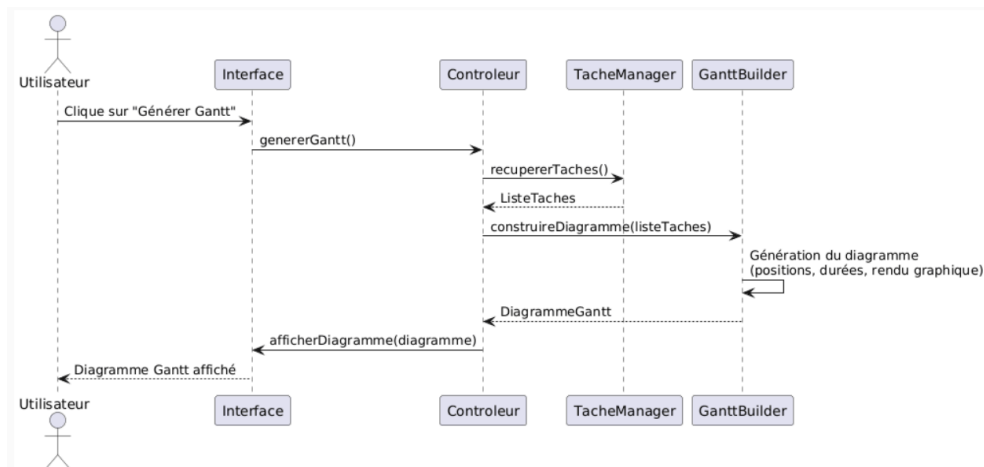 Utilisateur
Interface
Controleur
TacheManager
GanttBuilder
Clique sur "Générer Gantt"
genererGantt()
recupererTaches()
ListeTaches
construireDiagramme(listeTaches)
Génération du diagramme
(positions, durées, rendu graphique)
DiagrammeGantt
afficherDiagramme(diagramme)
Diagramme Gantt affiché
Utilisateur
Interface
Controleur
TacheManager
GanttBuilder